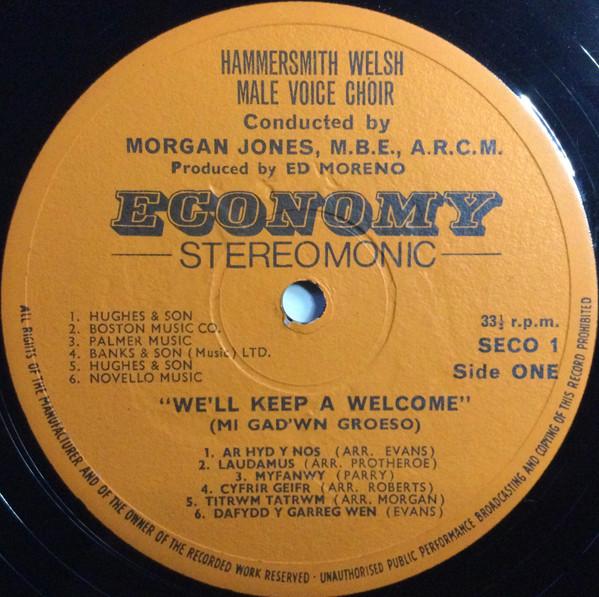 HAMMERSMITH WELSH
MALE VOICE CHOIR
Conducted by
MORGAN JONES, M.B.E., A.R.C.M.
Produced by ED MORENO
ECONOMY
STEREOMONIC
1. HUGHES & SON
2. BOSTON MUSIC CO.
3. PALMER MUSIC
4. BANKS & SON (Music) LTD.
5. HUGHES & SON
6. NOVELLO MUSIC
33⅓ r.p.m.
SECO 1
Side ONE
"WE'LL KEEP A WELCOME"
(MI GAD'WN GROESO)
1. AR HYD Y NOS (ARR. EVANS)
2. LAUDAMUS (ARR. PROTHEROE)
3. MYFANWY (PARRY)
4. CYFRIR GEIFR (ARR. ROBERTS)
5. TITRWM TATRWM (ARR. MORGAN)
6. DAFYDD Y GARREG WEN (EVANS)
ALL RIGHTS OF THE MANUFACTURER AND OF THE OWNER OF THE RECORDED WORK RESERVED · UNAUTHORISED PUBLIC PERFORMANCE BROADCASTING AND COPYING OF THIS RECORD PROHIBITED